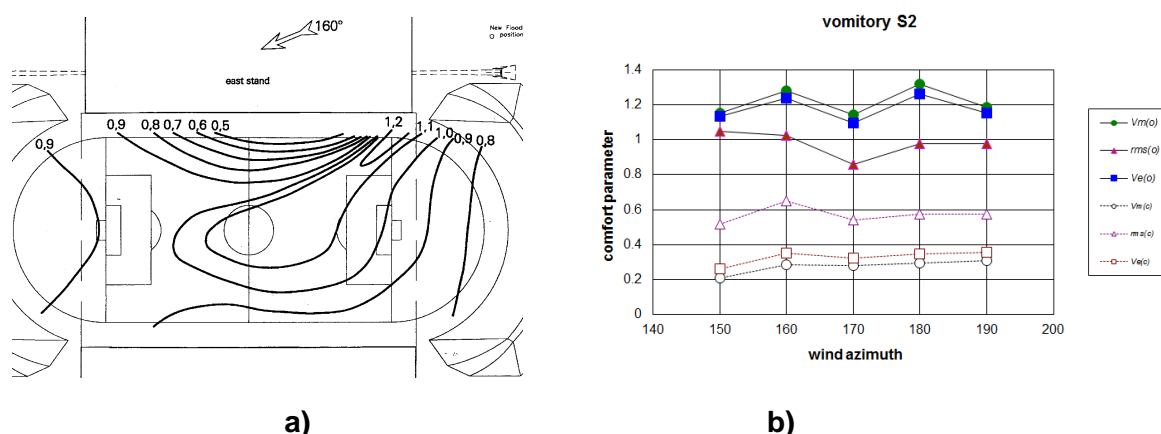 160°
New Flood
O position
east stand
0,9 0,8 0,7 0,6 0,5
1,2 1,1 1,0 0,9 0,8
0,9
a)
vomitory S2
comfort parameter
1.4
1.2
1
0.8
0.6
0.4
0.2
0
140 150 160 170 180 190 200
wind azimuth
Vm(o)
rms(o)
Ve(o)
Vm(c)
rms(c)
Ve(c)
b)